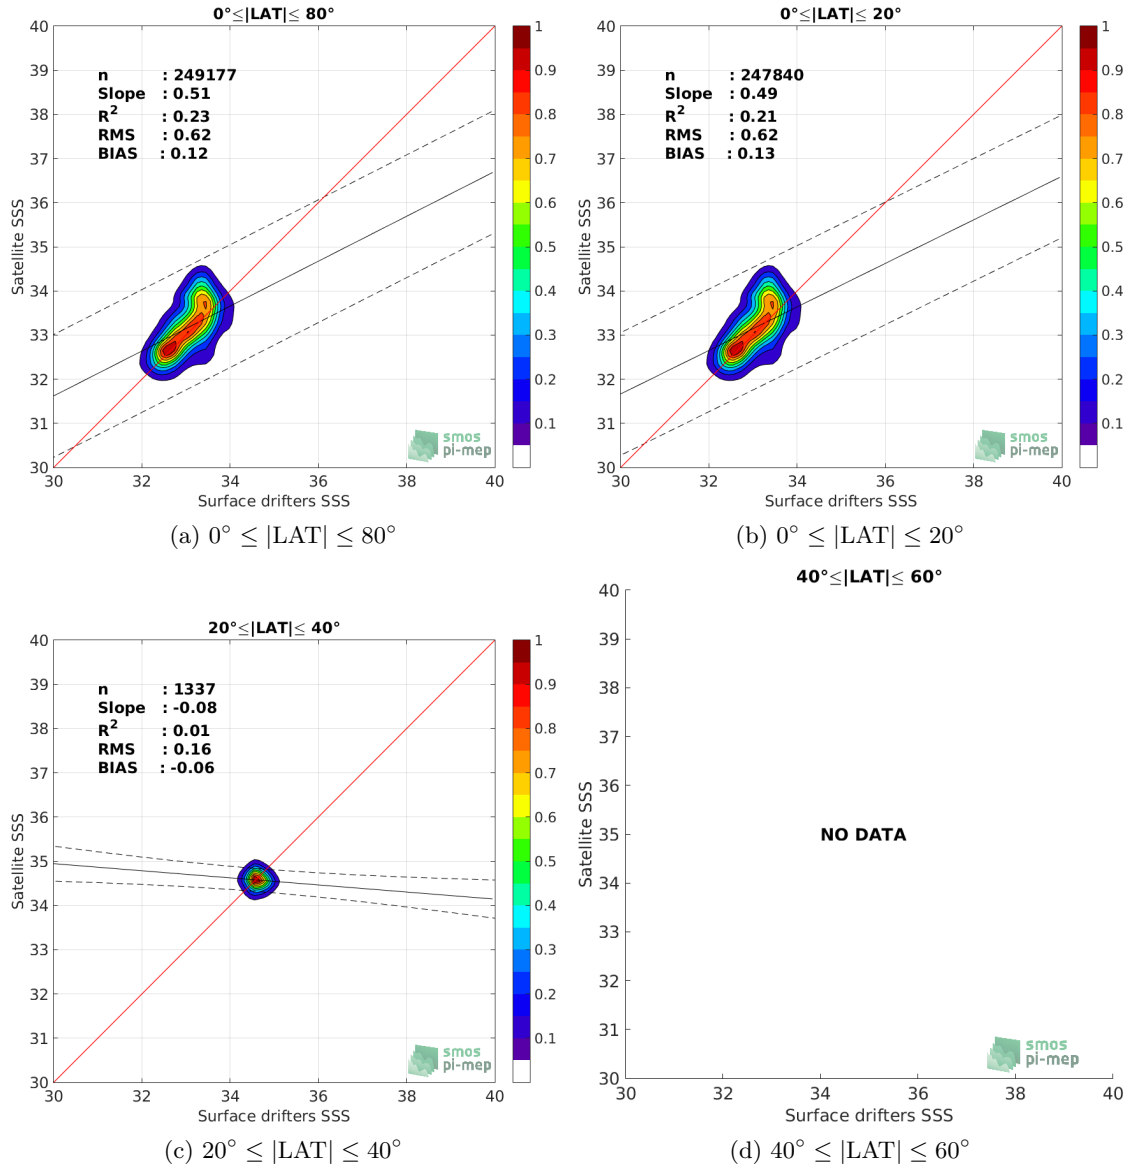 0°≤|LAT|≤ 80°
n : 249177
Slope : 0.51
R2 : 0.23
RMS : 0.62
BIAS : 0.12
Satellite SSS
40
39
38
37
36
35
34
33
32
31
30
30 32 34 36 38 40
Surface drifters SSS
1
0.9
0.8
0.7
0.6
0.5
0.4
0.3
0.2
0.1
smos
pi-mep
(a) 0° ≤ |LAT| ≤ 80°
0°≤|LAT|≤ 20°
n : 247840
Slope : 0.49
R2 : 0.21
RMS : 0.62
BIAS : 0.13
Satellite SSS
40
39
38
37
36
35
34
33
32
31
30
30 32 34 36 38 40
Surface drifters SSS
1
0.9
0.8
0.7
0.6
0.5
0.4
0.3
0.2
0.1
smos
pi-mep
(b) 0° ≤ |LAT| ≤ 20°
20°≤|LAT|≤ 40°
n : 1337
Slope : -0.08
R2 : 0.01
RMS : 0.16
BIAS : -0.06
Satellite SSS
40
39
38
37
36
35
34
33
32
31
30
30 32 34 36 38 40
Surface drifters SSS
1
0.9
0.8
0.7
0.6
0.5
0.4
0.3
0.2
0.1
smos
pi-mep
(c) 20° ≤ |LAT| ≤ 40°
40°≤|LAT|≤ 60°
NO DATA
Satellite SSS
40
39
38
37
36
35
34
33
32
31
30
30 32 34 36 38 40
Surface drifters SSS
smos
pi-mep
(d) 40° ≤ |LAT| ≤ 60°